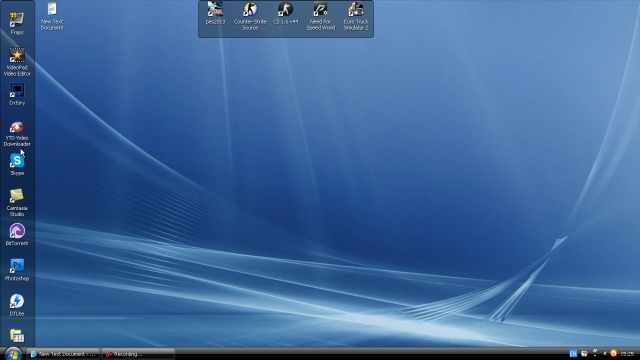 Fraps
VideoPad
Video Editor
Dxtory
YTD Video
Downloader
Skype
Camtasia
Studio
BitTorrent
Photoshop
DTLite
New Text
Document
pes2013
Counter-Strike
Source
CS 1.6 v44
Need For
Speed World
Euro Truck
Simulator 2
New Text Document - ...
Recording...
15:25